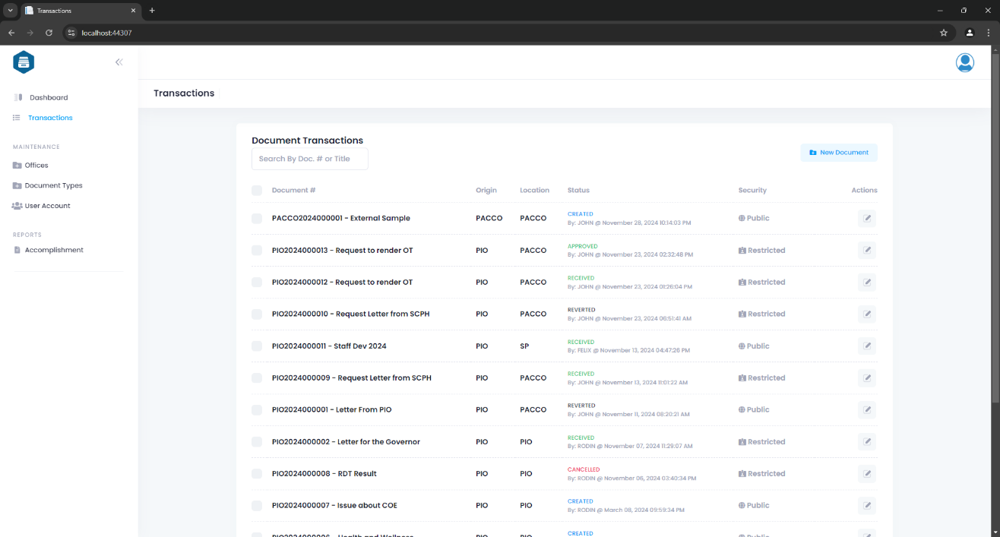 Transactions
localhost:44307
Dashboard
Transactions
MAINTENANCE
Offices
Document Types
User Account
REPORTS
Accomplishment
Transactions
Document Transactions
Search By Doc. # or Title
New Document
Document # Origin Location Status Security Actions
PACCO2024000001 - External Sample PACCO PACCO CREATED Public
By: JOHN @ November 28, 2024 10:14:03 PM
PIO2024000013 - Request to render OT PIO PACCO APPROVED Restricted
By: JOHN @ November 23, 2024 02:32:48 PM
PIO2024000012 - Request to render OT PIO PACCO RECEIVED Restricted
By: JOHN @ November 23, 2024 01:26:04 PM
PIO2024000010 - Request Letter from SCPH PIO PACCO REVERTED Restricted
By: JOHN @ November 23, 2024 06:51:41 AM
PIO2024000011 - Staff Dev 2024 PIO SP RECEIVED Public
By: FELIX @ November 13, 2024 04:47:26 PM
PIO2024000009 - Request Letter from SCPH PIO PACCO RECEIVED Restricted
By: JOHN @ November 13, 2024 11:01:22 AM
PIO2024000001 - Letter From PIO PIO PACCO REVERTED Public
By: JOHN @ November 11, 2024 08:20:21 AM
PIO2024000002 - Letter for the Governor PIO PIO RECEIVED Restricted
By: RODIN @ November 07, 2024 11:29:07 AM
PIO2024000008 - RDT Result PIO PIO CANCELLED Restricted
By: RODIN @ November 06, 2024 03:40:34 PM
PIO2024000007 - Issue about COE PIO PIO CREATED Public
By: RODIN @ March 08, 2024 09:59:34 PM
PIO2024000006 - Health and Wellness PIO PIO CREATED Public